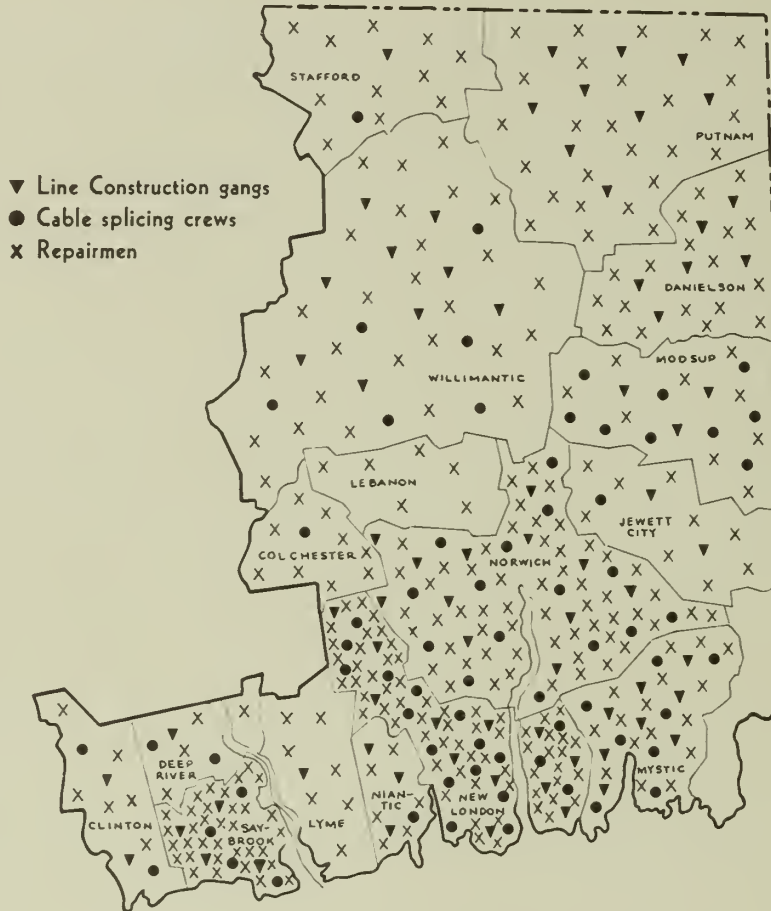 STAFFORD
PUTNAM
▼ Line Construction gangs
● Cable splicing crews
x Repairmen
DANIELSON
MOOSUP
WILLIMANTIC
LEBANON
JEWETT
CITY
COLCHESTER
NORWICH
DEEP
RIVER
NIAN-
TIC
MYSTIC
NEW
LONDON
CLINTON
SAY-
BROOK
LYME